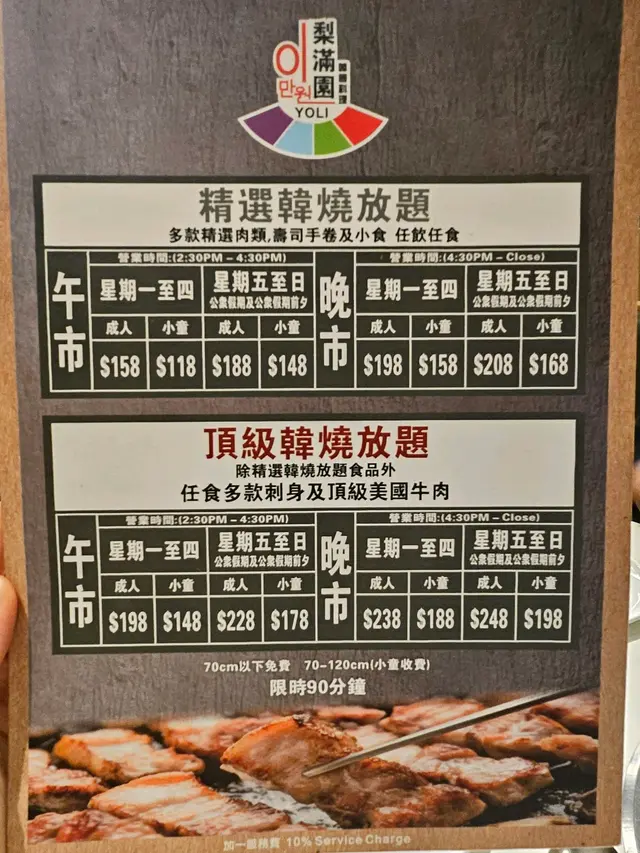 梨滿園
韓國料理
이만원
YOLI
精選韓燒放題
多款精選肉類,壽司手卷及小食 任飲任食
午市
營業時間:(2:30PM – 4:30PM)
星期一至四
星期五至日
公衆假期及公衆假期前夕
成人 小童 成人 小童
$158 $118 $188 $148
晚市
營業時間:(4:30PM – Close)
星期一至四
星期五至日
公衆假期及公衆假期前夕
成人 小童 成人 小童
$198 $158 $208 $168
頂級韓燒放題
除精選韓燒放題食品外
任食多款刺身及頂級美國牛肉
午市
營業時間:(2:30PM – 4:30PM)
星期一至四
星期五至日
公衆假期及公衆假期前夕
成人 小童 成人 小童
$198 $148 $228 $178
晚市
營業時間:(4:30PM – Close)
星期一至四
星期五至日
公衆假期及公衆假期前夕
成人 小童 成人 小童
$238 $188 $248 $198
70cm以下免費 70-120cm(小童收費)
限時90分鐘
加一服務費 10% Service Charge